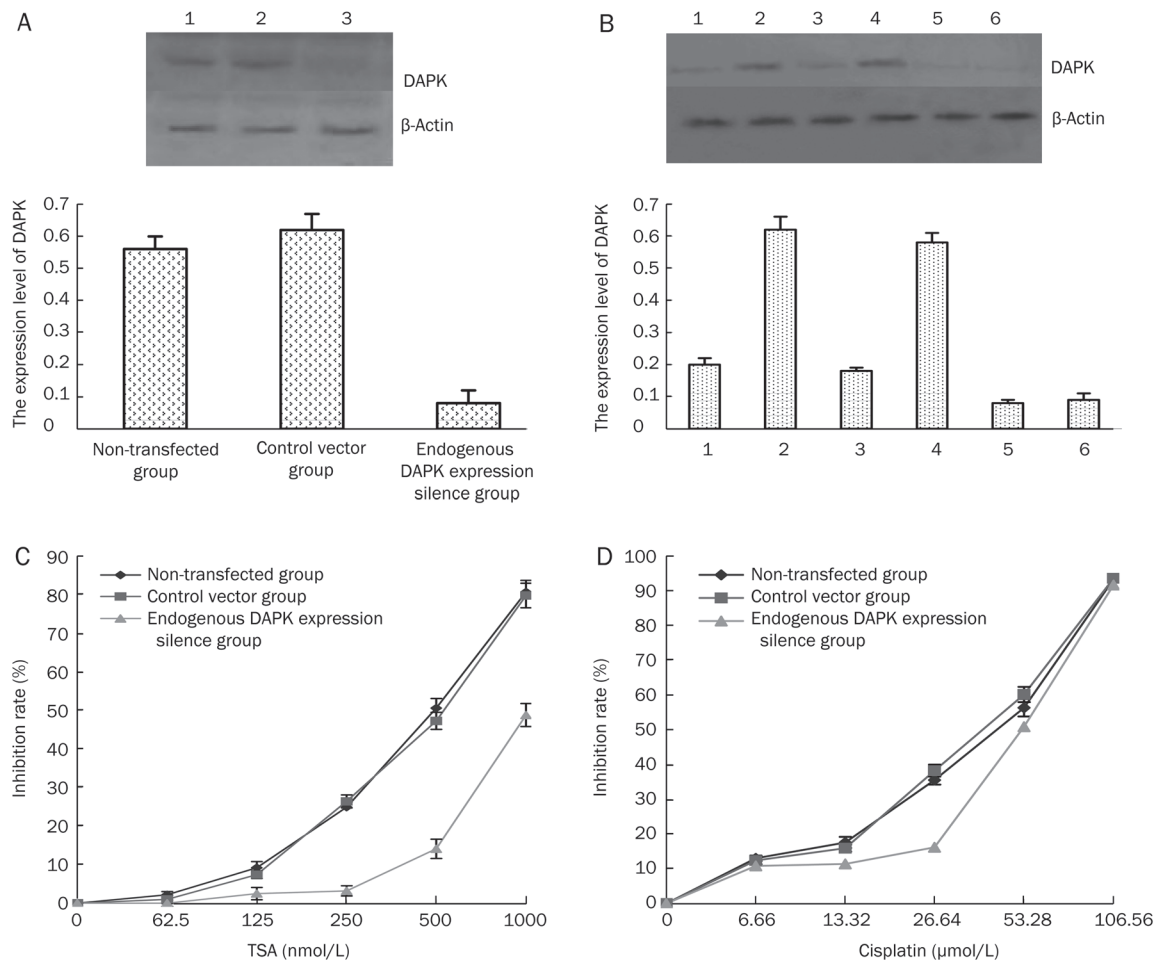 A
1 2 3
DAPK
β-Actin
The expression level of DAPK
0.7
0.6
0.5
0.4
0.3
0.2
0.1
0
Non-transfected
group
Control vector
group
Endogenous
DAPK expression
silence group
B
1 2 3 4 5 6
DAPK
β-Actin
The expression level of DAPK
0.7
0.6
0.5
0.4
0.3
0.2
0.1
0
1 2 3 4 5 6
C
Non-transfected group
Control vector group
Endogenous DAPK expression
silence group
Inhibition rate (%)
90
80
70
60
50
40
30
20
10
0
0 62.5 125 250 500 1000
TSA (nmol/L)
D
Non-transfected group
Control vector group
Endogenous DAPK expression
silence group
Inhibition rate (%)
100
90
80
70
60
50
40
30
20
10
0
0 6.66 13.32 26.64 53.28 106.56
Cisplatin (μmol/L)